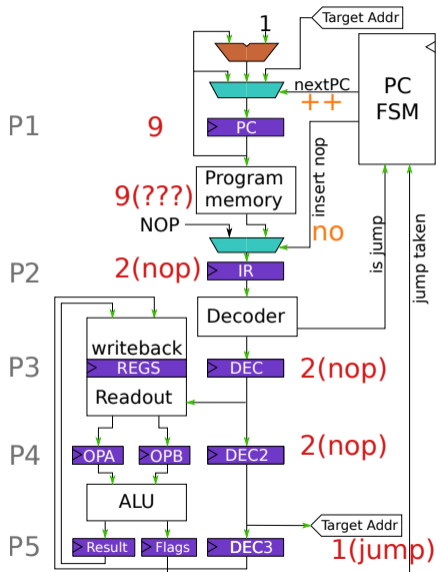 1
Target Addr
nextPC
++
PC
FSM
P1
9
PC
insert nop
9(???)
Program
memory
NOP
no
is jump
jump taken
P2
2(nop)
IR
Decoder
writeback
P3
REGS
DEC
2(nop)
Readout
P4
OPA
OPB
DEC2
2(nop)
ALU
Target Addr
P5
Result
Flags
DEC3
1(jump)